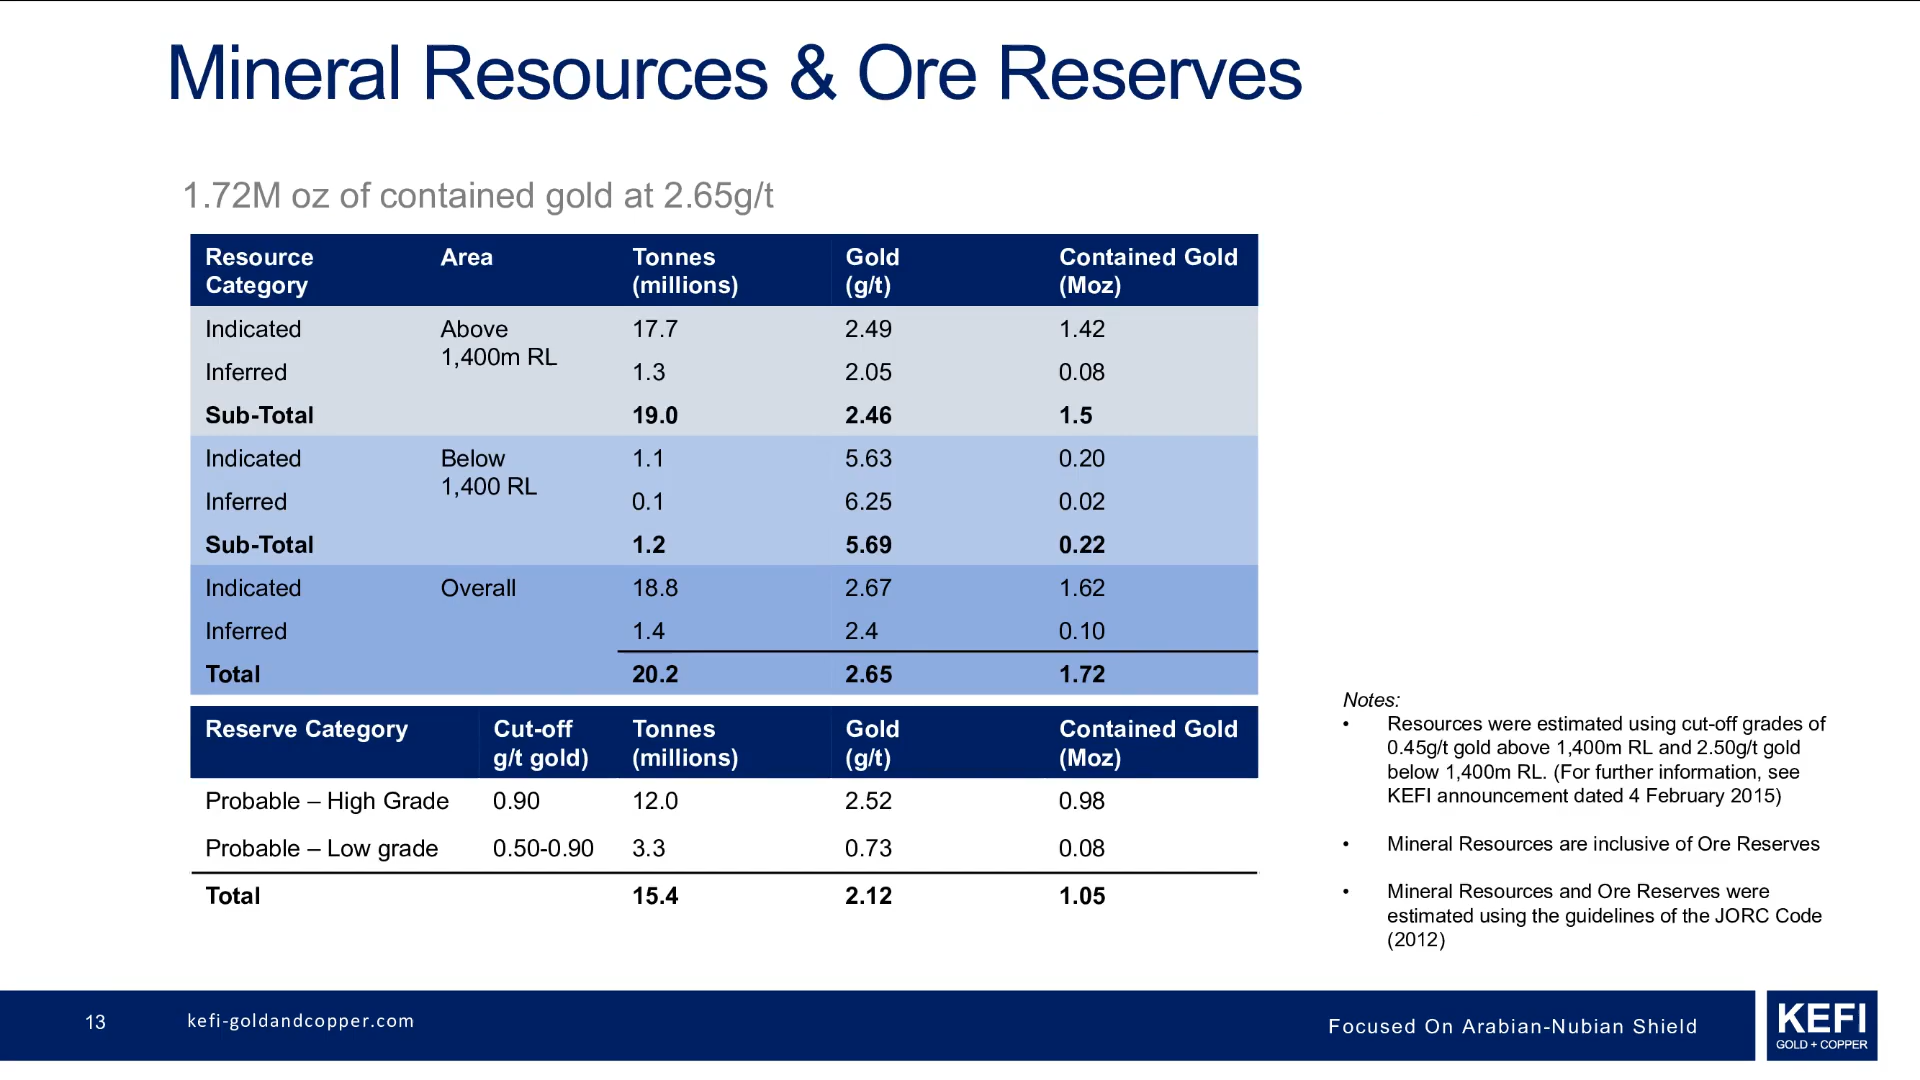 Mineral Resources & Ore Reserves
1.72M oz of contained gold at 2.65g/t
Resource Category Area Tonnes (millions) Gold (g/t) Contained Gold (Moz)
Indicated Above 1,400m RL 17.7 2.49 1.42
Inferred 1.3 2.05 0.08
Sub-Total 19.0 2.46 1.5
Indicated Below 1,400 RL 1.1 5.63 0.20
Inferred 0.1 6.25 0.02
Sub-Total 1.2 5.69 0.22
Indicated Overall 18.8 2.67 1.62
Inferred 1.4 2.4 0.10
Total 20.2 2.65 1.72
Reserve Category Cut-off g/t gold) Tonnes (millions) Gold (g/t) Contained Gold (Moz)
Probable – High Grade 0.90 12.0 2.52 0.98
Probable – Low grade 0.50-0.90 3.3 0.73 0.08
Total 15.4 2.12 1.05
Notes:
• Resources were estimated using cut-off grades of
0.45g/t gold above 1,400m RL and 2.50g/t gold
below 1,400m RL. (For further information, see
KEFI announcement dated 4 February 2015)
• Mineral Resources are inclusive of Ore Reserves
• Mineral Resources and Ore Reserves were
estimated using the guidelines of the JORC Code
(2012)
13
kefi-goldandcopper.com
Focused On Arabian-Nubian Shield
KEFI
GOLD + COPPER